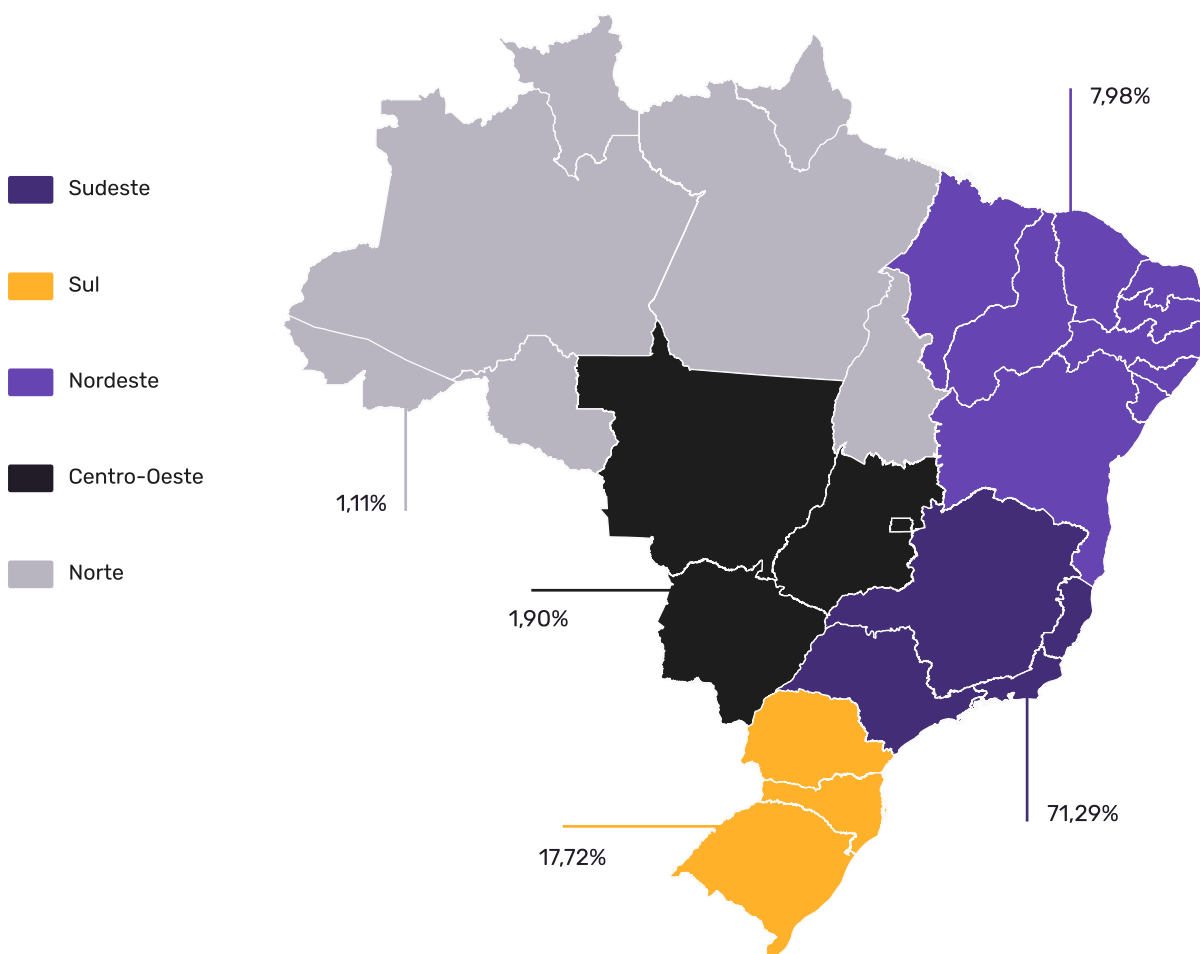 Sudeste
Sul
Nordeste
Centro-Oeste
Norte
7,98%
1,11%
1,90%
71,29%
17,72%